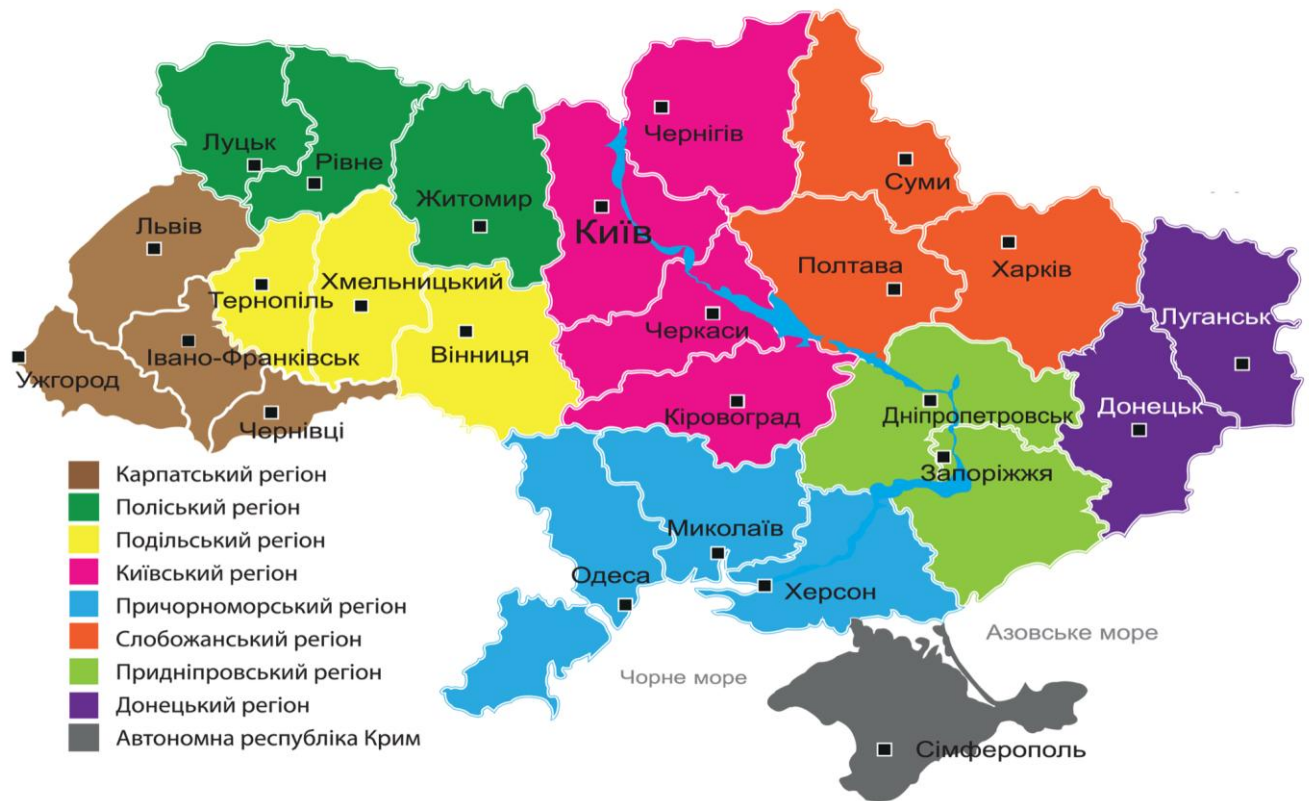 Чернігів
Луцьк
Рівне
Суми
Житомир
Київ
Львів
Полтава
Харків
Тернопіль
Хмельницький
Черкаси
Луганськ
Івано-Франківськ
Вінниця
Ужгород
Кіровоград
Дніпропетровськ
Донецьк
Чернівці
Запоріжжя
Миколаїв
Одеса
Херсон
Азовське море
Чорне море
Сімферополь
Карпатський регіон
Поліський регіон
Подільський регіон
Київський регіон
Причорноморський регіон
Слобожанський регіон
Придніпровський регіон
Донецький регіон
Автономна республіка Крим